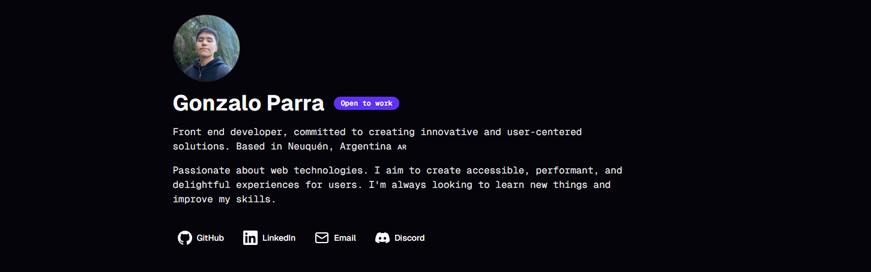 Gonzalo Parra Open to work
Front end developer, committed to creating innovative and user-centered
solutions. Based in Neuquén, Argentina AR
Passionate about web technologies. I aim to create accessible, performant, and
delightful experiences for users. I'm always looking to learn new things and
improve my skills.
GitHub LinkedIn Email Discord